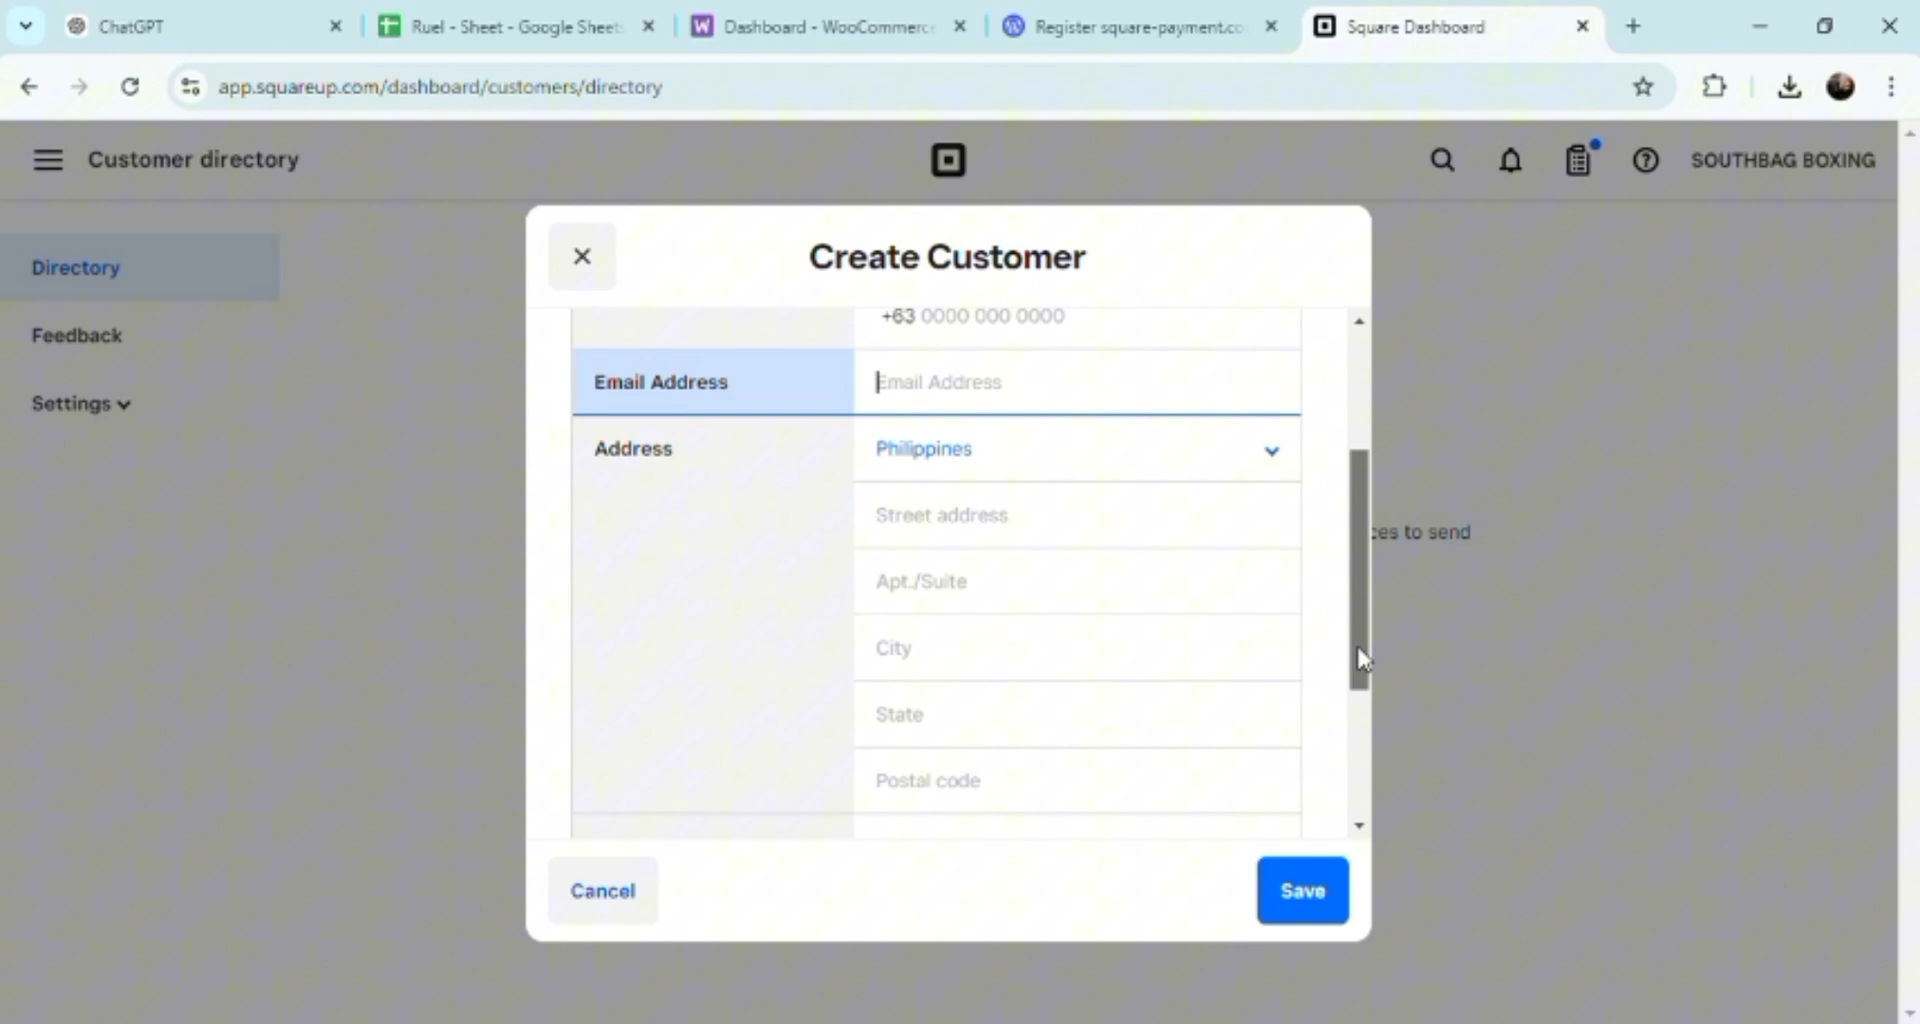 ChatGPT
Ruel - Sheet - Google Sheets
Dashboard - WooCommerce
Register square-payment.co
Square Dashboard
app.squareup.com/dashboard/customers/directory
Customer directory
SOUTHBAG BOXING
Directory
Feedback
Settings
Create Customer
+63 0000 000 0000
Email Address
Email Address
Address
Philippines
Street address
Apt./Suite
City
State
Postal code
ces to send
Cancel
Save